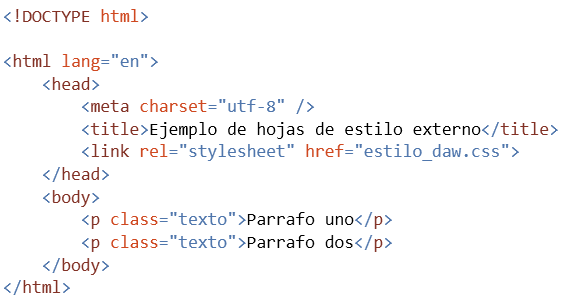 <!DOCTYPE html>
<html lang="en">
<head>
<meta charset="utf-8" />
<title>Ejemplo de hojas de estilo externo</title>
<link rel="stylesheet" href="estilo_daw.css">
</head>
<body>
<p class="texto">Parrafo uno</p>
<p class="texto">Parrafo dos</p>
</body>
</html>